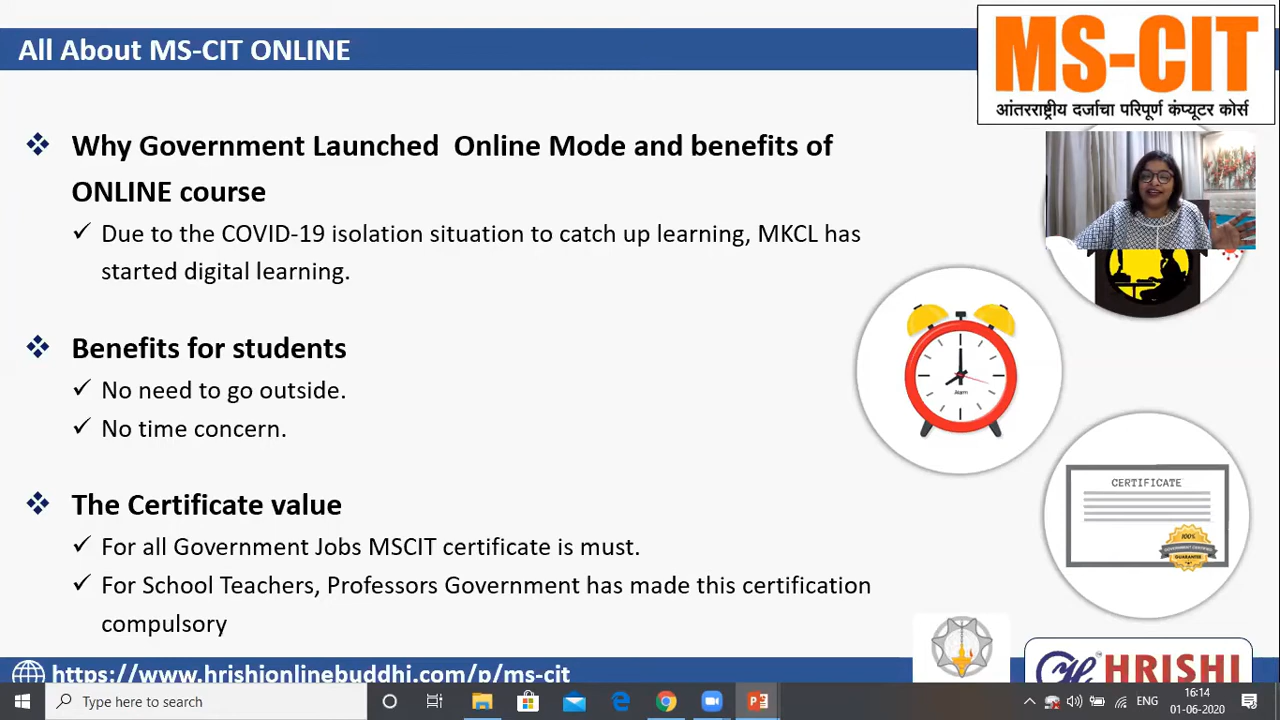 All About MS-CIT ONLINE
MS-CIT
आंतरराष्ट्रीय दर्जाचा परिपूर्ण कंप्यूटर कोर्स
Why Government Launched Online Mode and benefits of
ONLINE course
Due to the COVID-19 isolation situation to catch up learning, MKCL has
started digital learning.
Benefits for students
No need to go outside.
No time concern.
Alarm
The Certificate value
For all Government Jobs MSCIT certificate is must.
For School Teachers, Professors Government has made this certification
compulsory
CERTIFICATE
100%
GUARANTEE
https://www.hrishionlinebuddhi.com/p/ms-cit
HRISHI
Type here to search
ENG
16:14
01-06-2020